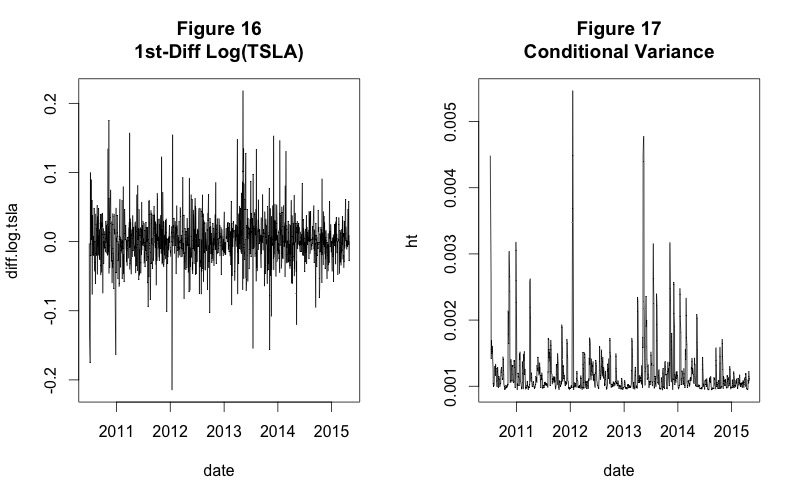 Figure 16
1st-Diff Log(TSLA)
diff.log.tsla
0.2
0.1
0.0
-0.1
-0.2
2011 2012 2013 2014 2015
date
Figure 17
Conditional Variance
ht
0.005
0.004
0.003
0.002
0.001
2011 2012 2013 2014 2015
date